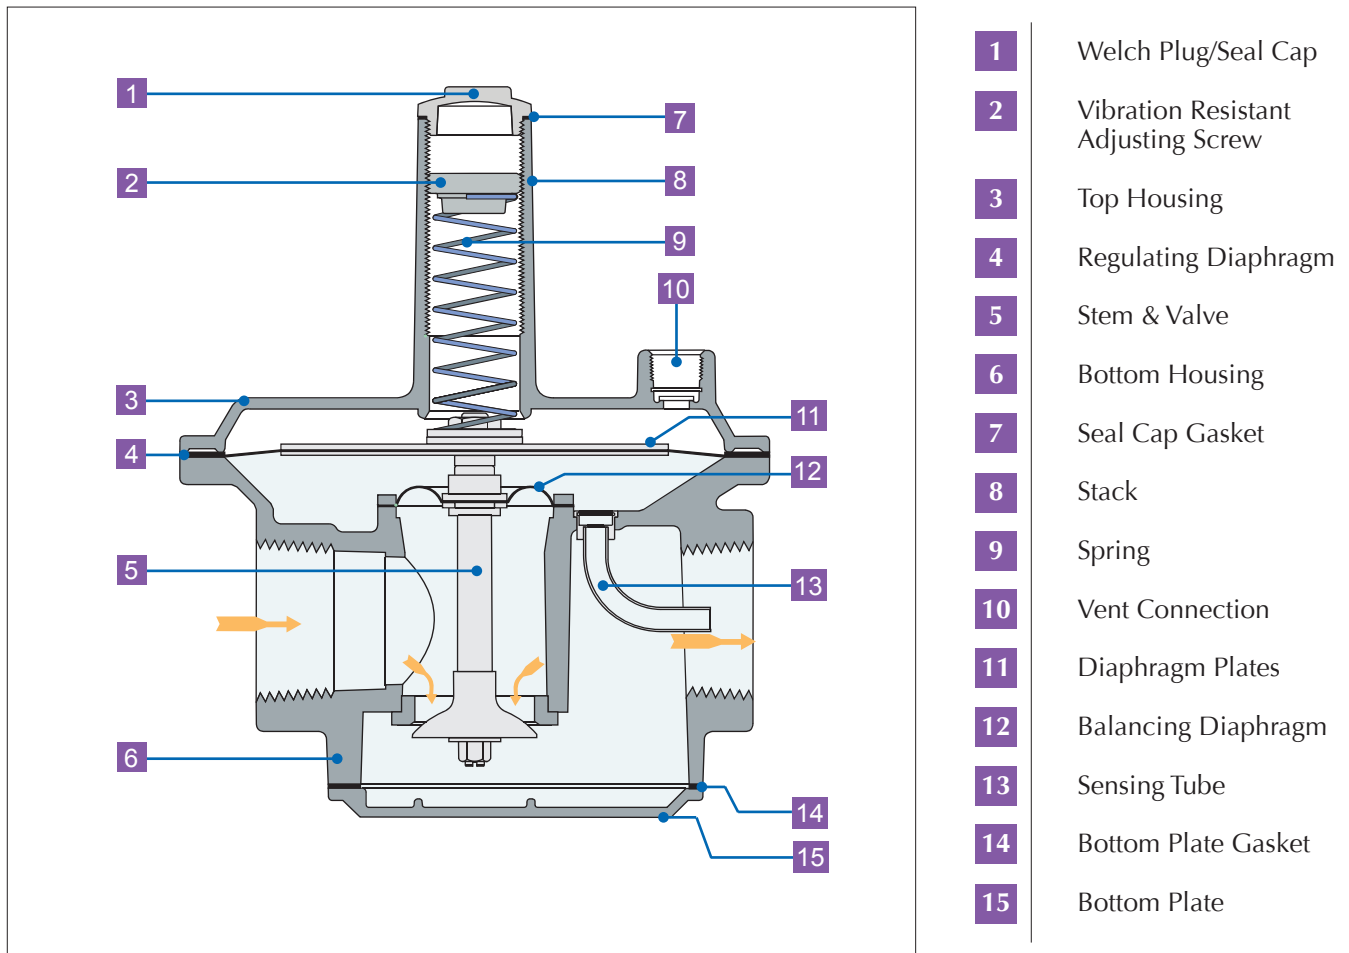 1
2
3
4
5
6
7
8
9
10
11
12
13
14
15
1 Welch Plug/Seal Cap
2 Vibration Resistant
Adjusting Screw
3 Top Housing
4 Regulating Diaphragm
5 Stem & Valve
6 Bottom Housing
7 Seal Cap Gasket
8 Stack
9 Spring
10 Vent Connection
11 Diaphragm Plates
12 Balancing Diaphragm
13 Sensing Tube
14 Bottom Plate Gasket
15 Bottom Plate